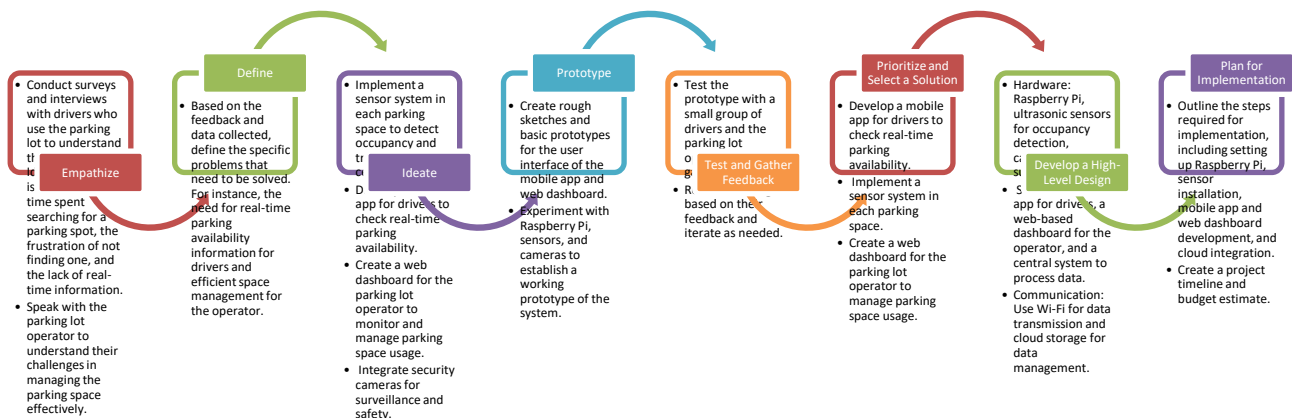 • Conduct surveys
and interviews
with drivers who
use the parking
lot to understand
is
time spent
searching for a
parking spot, the
frustration of not
finding one, and
the lack of real-
time information.
• Speak with the
parking lot
operator to
understand their
challenges in
managing the
parking space
effectively.
Empathize
Define
• Based on the
feedback and
data collected,
define the specific
problems that
need to be solved.
For instance, the
need for real-time
parking
availability
information for
drivers and
efficient space
management for
the operator.
• Implement a
sensor system in
each parking
space to detect
occupancy and
•
app for drivers to
check real-time
parking
availability.
• Create a web
dashboard for the
parking lot
operator to
monitor and
manage parking
space usage.
• Integrate security
cameras for
surveillance and
safety.
Ideate
Prototype
• Create rough
sketches and
basic prototypes
for the user
interface of the
mobile app and
web dashboard.
• Experiment with
Raspberry Pi,
sensors, and
cameras to
establish a
working
prototype of the
system.
• Test the
prototype with a
small group of
drivers and the
parking lot
•
based on their
feedback and
iterate as needed.
Test and Gather
Feedback
Prioritize and
Select a Solution
• Develop a mobile
app for drivers to
check real-time
parking
availability.
• Implement a
sensor system in
each parking
space.
• Create a web
dashboard for the
parking lot
operator to
manage parking
space usage.
• Hardware:
Raspberry Pi,
ultrasonic sensors
for occupancy
detection,
•
app for drivers, a
web-based
dashboard for the
operator, and a
central system to
process data.
• Communication:
Use Wi-Fi for data
transmission and
cloud storage for
data
management.
Develop a High-
Level Design
Plan for
Implementation
• Outline the steps
required for
implementation,
including setting
up Raspberry Pi,
sensor
installation,
mobile app and
web dashboard
development, and
cloud integration.
• Create a project
timeline and
budget estimate.